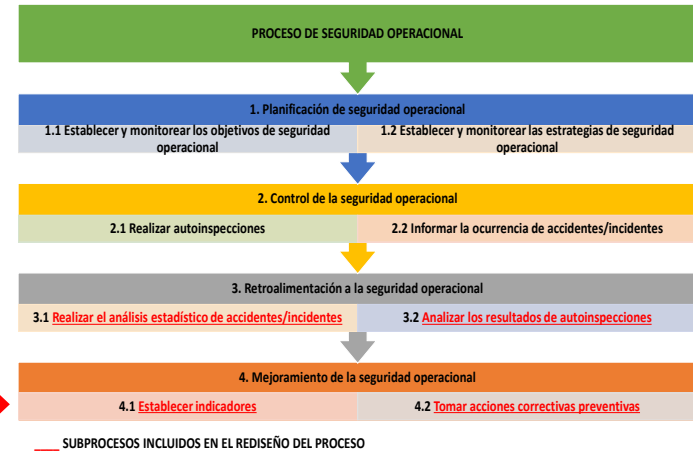 PROCESO DE SEGURIDAD OPERACIONAL
1. Planificación de seguridad operacional
1.1 Establecer y monitorear los objetivos de seguridad
operacional
1.2 Establecer y monitorear las estrategias de seguridad
operacional
2. Control de la seguridad operacional
2.1 Realizar autoinspecciones
2.2 Informar la ocurrencia de accidentes/incidentes
3. Retroalimentación a la seguridad operacional
3.1 Realizar el análisis estadístico de accidentes/incidentes
3.2 Analizar los resultados de autoinspecciones
4. Mejoramiento de la seguridad operacional
4.1 Establecer indicadores
4.2 Tomar acciones correctivas preventivas
____ SUBPROCESOS INCLUIDOS EN EL REDISEÑO DEL PROCESO